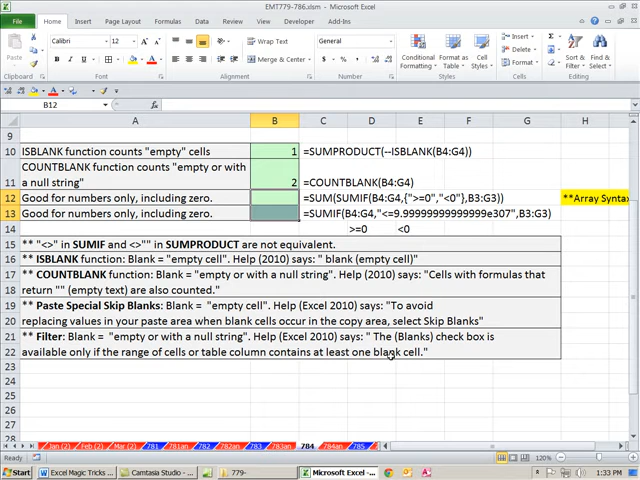 EMT779-786.xlsm - Microsoft Excel
File Home Insert Page Layout Formulas Data Review View Developer Add-Ins
Calibri 12 Wrap Text General
Paste B I U Merge & Center $ % , Conditional Formatting Format as Table Cell Styles Insert Delete Format Sort & Filter Find & Select
Clipboard Font Alignment Number Styles Cells Editing
B12 fx
A B C D E F G H
9
10 ISBLANK function counts "empty" cells 1 =SUMPRODUCT(--ISBLANK(B4:G4))
COUNTBLANK function counts "empty or with
11 a null string" 2 =COUNTBLANK(B4:G4)
12 Good for numbers only, including zero. =SUM(SUMIF(B4:G4,{">=0","<0"},B3:G3)) **Array Syntax
13 Good for numbers only, including zero. =SUMIF(B4:G4,"<=9.99999999999999e307",B3:G3)
14 >=0 <0
15 ** "<>" in SUMIF and <>"" in SUMPRODUCT are not equivalent.
16 ** ISBLANK function: Blank = "empty cell". Help (2010) says: " blank (empty cell)"
17 ** COUNTBLANK function: Blank = "empty or with a null string". Help (2010) says: "Cells with formulas that
18 return "" (empty text) are also counted."
19 ** Paste Special Skip Blanks: Blank = "empty cell". Help (Excel 2010) says: "To avoid
20 replacing values in your paste area when blank cells occur in the copy area, select Skip Blanks"
21 ** Filter: Blank = "empty or with a null string". Help (Excel 2010) says: " The (Blanks) check box is
22 available only if the range of cells or table column contains at least one blank cell."
23
24
25
26
27
28
Jan (2) Feb (2) Mar (2) 781 781an 782 782an 783 783an 784 784an 785
Ready 120%
Start Excel Magic Tricks ... Camtasia Studio - ... 779- Microsoft Excel - ... 1:33 PM